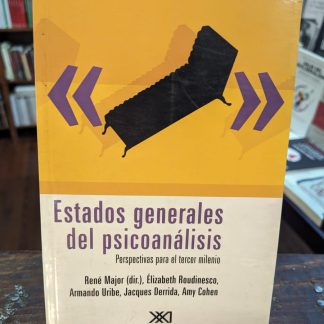 Estados generales
del psicoanálisis
Perspectivas para el tercer milenio
René Major (dir.), Élizabeth Roudinesco,
Armando Uribe, Jacques Derrida, Amy Cohen